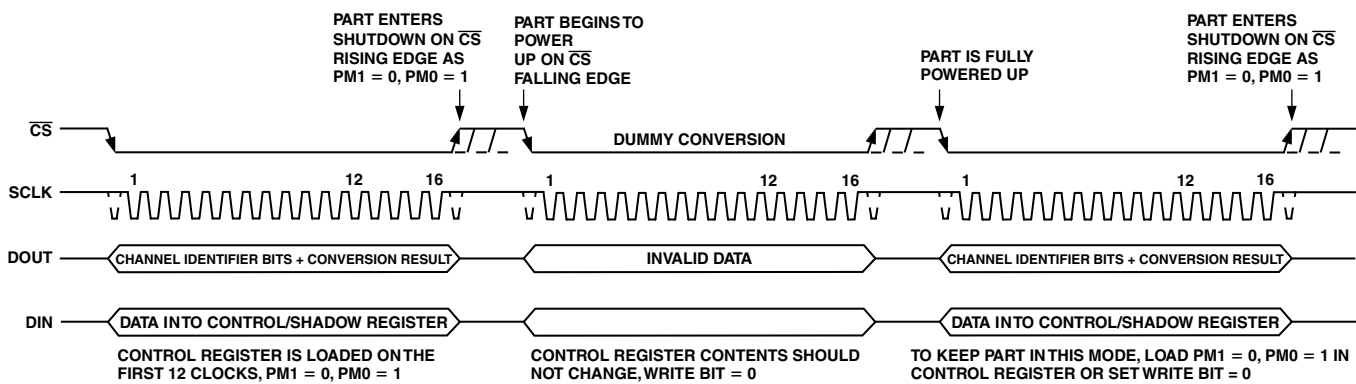 PART ENTERS
SHUTDOWN ON CS
RISING EDGE AS
PM1 = 0, PM0 = 1
PART BEGINS TO
POWER
UP ON CS
FALLING EDGE
PART IS FULLY
POWERED UP
PART ENTERS
SHUTDOWN ON CS
RISING EDGE AS
PM1 = 0, PM0 = 1
CS
DUMMY CONVERSION
SCLK
1 12 16 1 12 16 1 12 16
DOUT
CHANNEL IDENTIFIER BITS + CONVERSION RESULT
INVALID DATA
CHANNEL IDENTIFIER BITS + CONVERSION RESULT
DIN
DATA INTO CONTROL/SHADOW REGISTER
DATA INTO CONTROL/SHADOW REGISTER
CONTROL REGISTER IS LOADED ON THE
FIRST 12 CLOCKS, PM1 = 0, PM0 = 1
CONTROL REGISTER CONTENTS SHOULD
NOT CHANGE, WRITE BIT = 0
TO KEEP PART IN THIS MODE, LOAD PM1 = 0, PM0 = 1 IN
CONTROL REGISTER OR SET WRITE BIT = 0